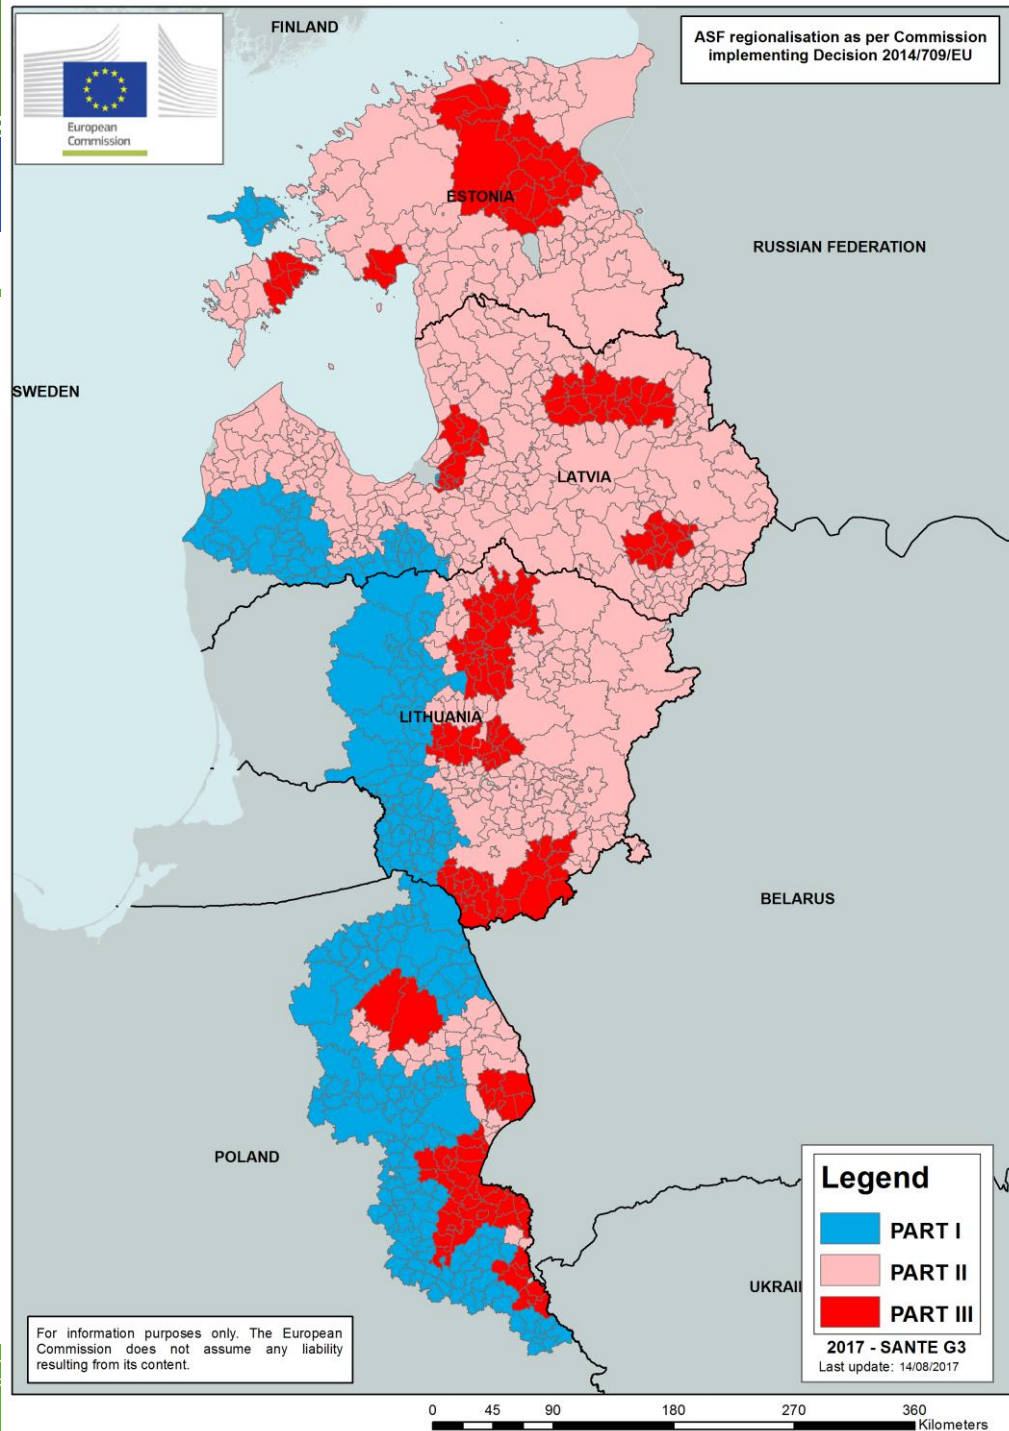 FINLAND
ASF regionalisation as per Commission
implementing Decision 2014/709/EU
European
Commission
ESTONIA
RUSSIAN FEDERATION
SWEDEN
LATVIA
LITHUANIA
BELARUS
POLAND
UKRAI
Legend
PART I
PART II
PART III
2017 - SANTE G3
Last update: 14/08/2017
For information purposes only. The European
Commission does not assume any liability
resulting from its content.
0 45 90 180 270 360
Kilometers